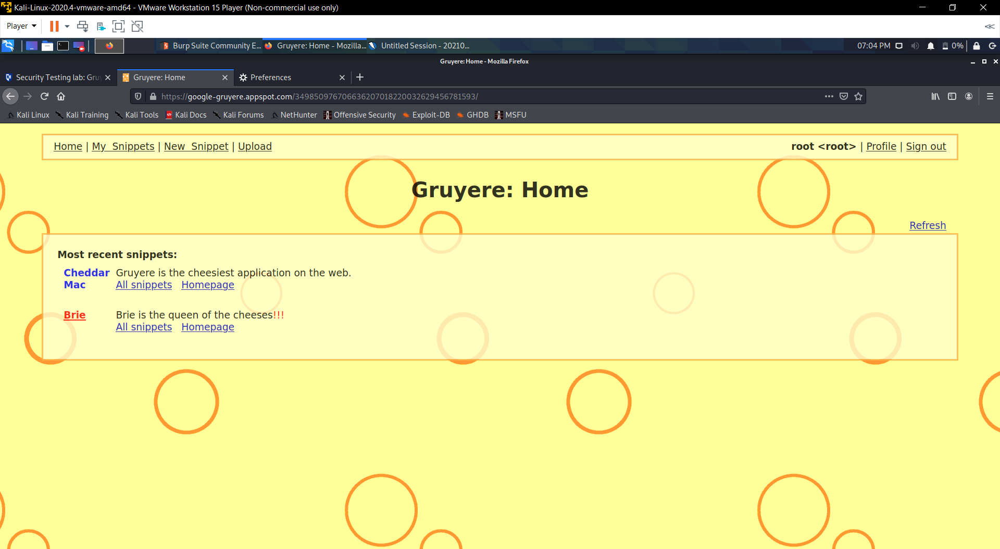 Kali-Linux-2020.4-vmware-amd64 - VMware Workstation 15 Player (Non-commercial use only)
Player
Burp Suite Community E... Gruyere: Home - Mozilla... Untitled Session - 20210... 07:04 PM 0%
Gruyere: Home - Mozilla Firefox
Security Testing lab: Gru Gruyere: Home Preferences
https://google-gruyere.appspot.com/349850976706636207018220032629456781593/
Kali Linux Kali Training Kali Tools Kali Docs Kali Forums NetHunter Offensive Security Exploit-DB GHDB MSFU
Home | My Snippets | New Snippet | Upload root <root> | Profile | Sign out
Gruyere: Home
Refresh
Most recent snippets:
Cheddar Gruyere is the cheesiest application on the web.
Mac All snippets Homepage
Brie Brie is the queen of the cheeses!!!
All snippets Homepage